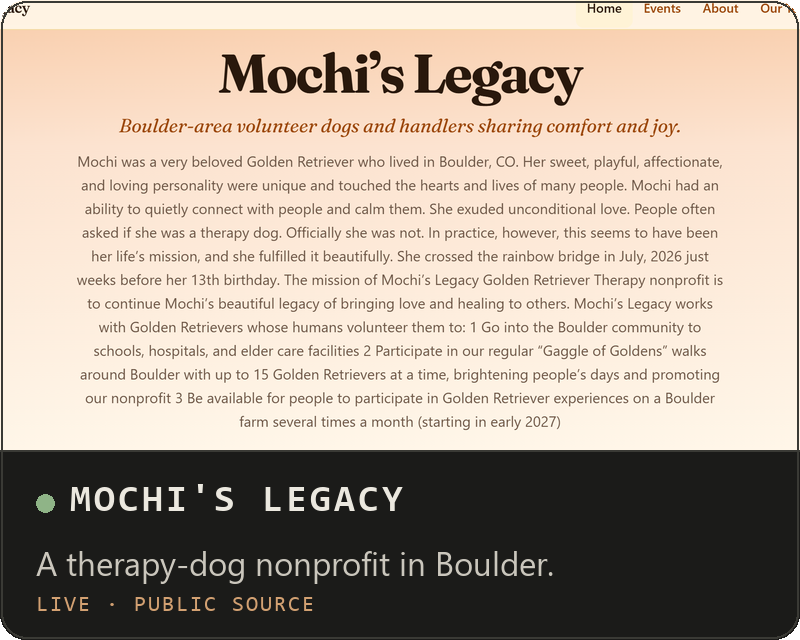 acy
Home Events About Our
Mochi's Legacy
Boulder-area volunteer dogs and handlers sharing comfort and joy.
Mochi was a very beloved Golden Retriever who lived in Boulder, CO. Her sweet, playful, affectionate,
and loving personality were unique and touched the hearts and lives of many people. Mochi had an
ability to quietly connect with people and calm them. She exuded unconditional love. People often
asked if she was a therapy dog. Officially she was not. In practice, however, this seems to have been
her life's mission, and she fulfilled it beautifully. She crossed the rainbow bridge in July, 2026 just
weeks before her 13th birthday. The mission of Mochi's Legacy Golden Retriever Therapy nonprofit is
to continue Mochi's beautiful legacy of bringing love and healing to others. Mochi's Legacy works
with Golden Retrievers whose humans volunteer them to: 1 Go into the Boulder community to
schools, hospitals, and elder care facilities 2 Participate in our regular “Gaggle of Goldens” walks
around Boulder with up to 15 Golden Retrievers at a time, brightening people's days and promoting
our nonprofit 3 Be available for people to participate in Golden Retriever experiences on a Boulder
farm several times a month (starting in early 2027)
MOCHI'S LEGACY
A therapy-dog nonprofit in Boulder.
LIVE · PUBLIC SOURCE